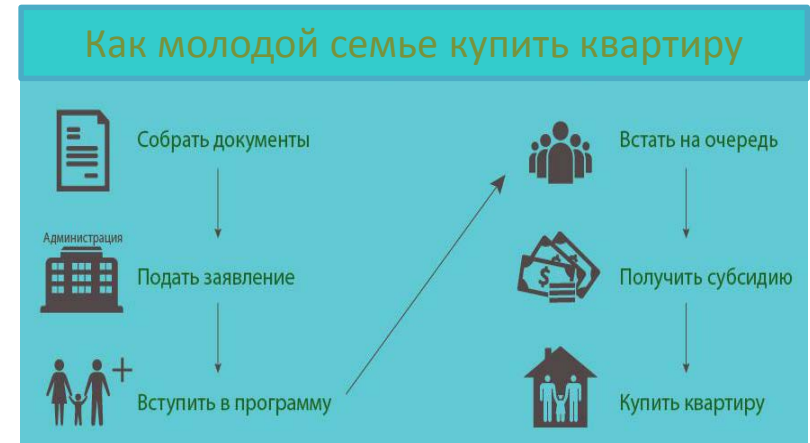 Как молодой семье купить квартиру
Собрать документы
Администрация
Подать заявление
Вступить в программу
Встать на очередь
Получить субсидию
Купить квартиру